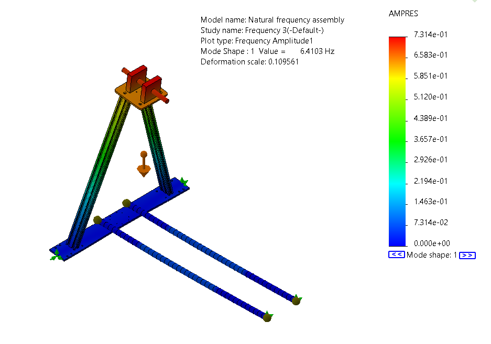 Model name: Natural frequency assembly
Study name: Frequency 3(-Default-)
Plot type: Frequency Amplitude1
Mode Shape : 1 Value = 6.4103 Hz
Deformation scale: 0.109561
AMPRES
7.314e-01
6.583e-01
5.851e-01
5.120e-01
4.389e-01
3.657e-01
2.926e-01
2.194e-01
1.463e-01
7.314e-02
0.000e+00
<< Mode shape: 1 >>